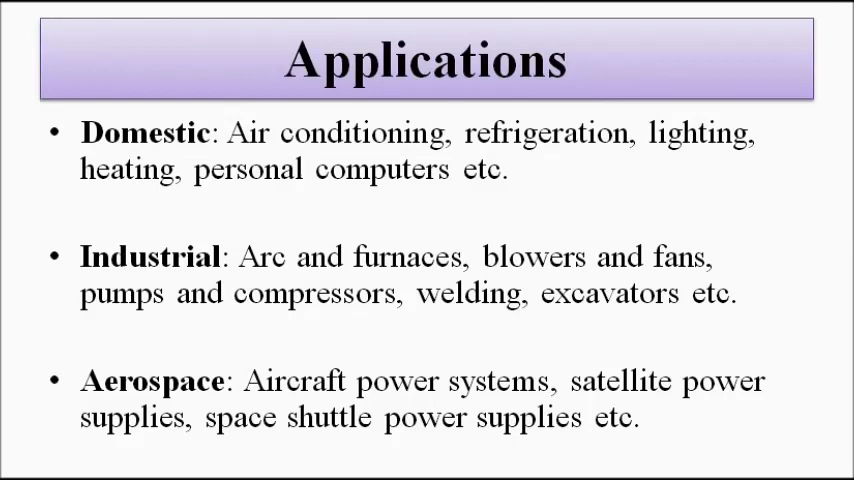 Applications
• Domestic: Air conditioning, refrigeration, lighting,
heating, personal computers etc.
• Industrial: Arc and furnaces, blowers and fans,
pumps and compressors, welding, excavators etc.
• Aerospace: Aircraft power systems, satellite power
supplies, space shuttle power supplies etc.